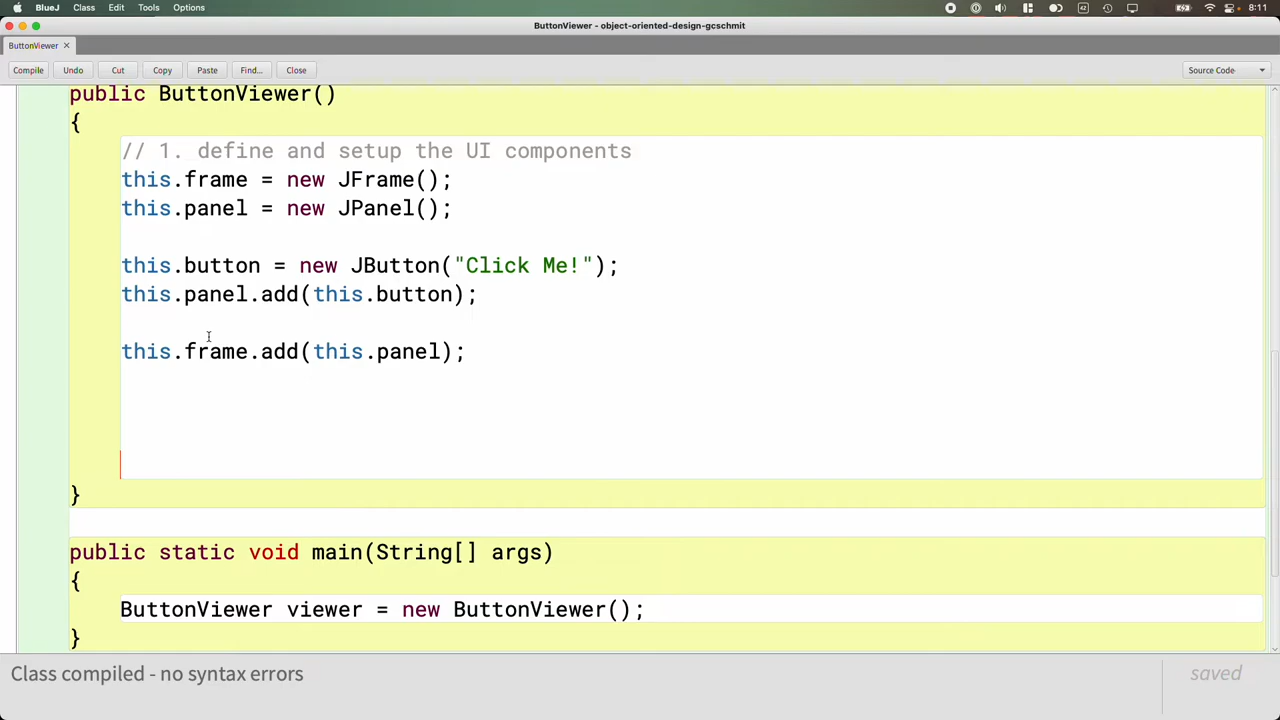 BlueJ Class Edit Tools Options 8:11
ButtonViewer - object-oriented-design-gcschmit
ButtonViewer
Compile Undo Cut Copy Paste Find... Close Source Code
public ButtonViewer()
{
// 1. define and setup the UI components
this.frame = new JFrame();
this.panel = new JPanel();
this.button = new JButton("Click Me!");
this.panel.add(this.button);
this.frame.add(this.panel);
}
public static void main(String[] args)
{
ButtonViewer viewer = new ButtonViewer();
}
Class compiled - no syntax errors
saved